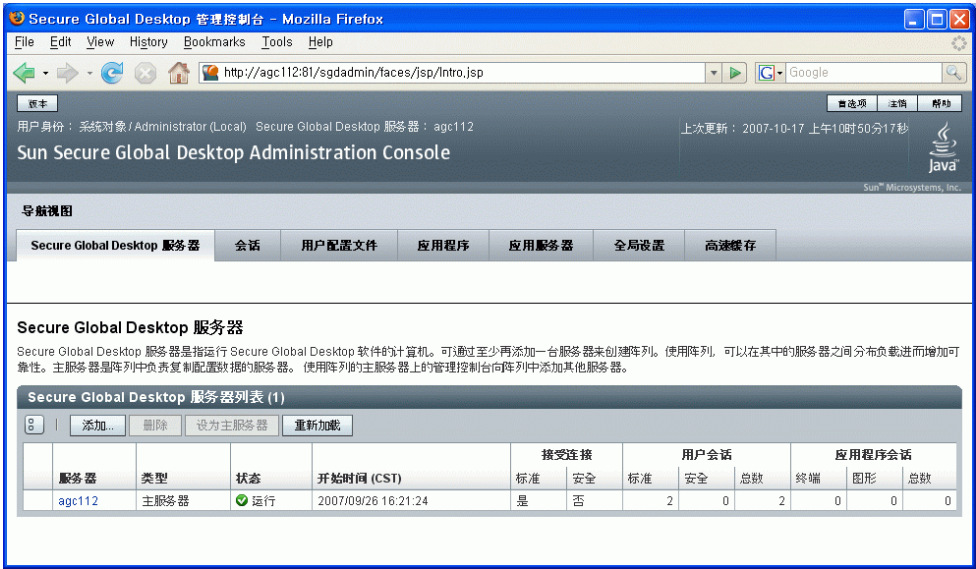 Secure Global Desktop 管理控制台 - Mozilla Firefox
File Edit View History Bookmarks Tools Help
http://agc112:81/sgdadmin/faces/jsp/Intro.jsp
G Google
版本 首选项 注销 帮助
用户身份： 系统对象/Administrator (Local) Secure Global Desktop 服务器： agc112 上次更新： 2007-10-17 上午10时50分17秒
Sun Secure Global Desktop Administration Console
Java
Sun™ Microsystems, Inc.
导航视图
Secure Global Desktop 服务器 会话 用户配置文件 应用程序 应用服务器 全局设置 高速缓存
Secure Global Desktop 服务器
Secure Global Desktop 服务器是指运行 Secure Global Desktop 软件的计算机。可通过至少再添加一台服务器来创建阵列。使用阵列，可以在其中的服务器之间分布负载进而增加可
靠性。主服务器是阵列中负责复制配置数据的服务器。 使用阵列的主服务器上的管理控制台向阵列中添加其他服务器。
Secure Global Desktop 服务器列表 (1)
添加... 删除 设为主服务器 重新加载
接受连接 用户会话 应用程序会话
服务器 类型 状态 开始时间 (CST) 标准 安全 标准 安全 总数 终端 图形 总数
agc112 主服务器 运行 2007/09/26 16:21:24 是 否 2 0 2 0 0 0